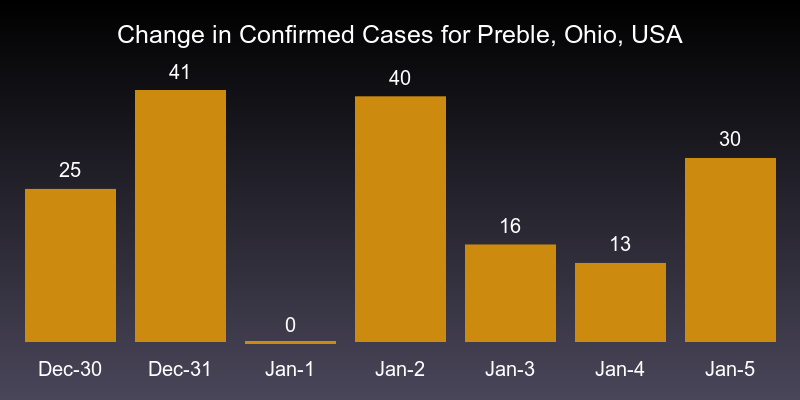 Change in Confirmed Cases for Preble, Ohio, USA
25
41
0
40
16
13
30
Dec-30
Dec-31
Jan-1
Jan-2
Jan-3
Jan-4
Jan-5